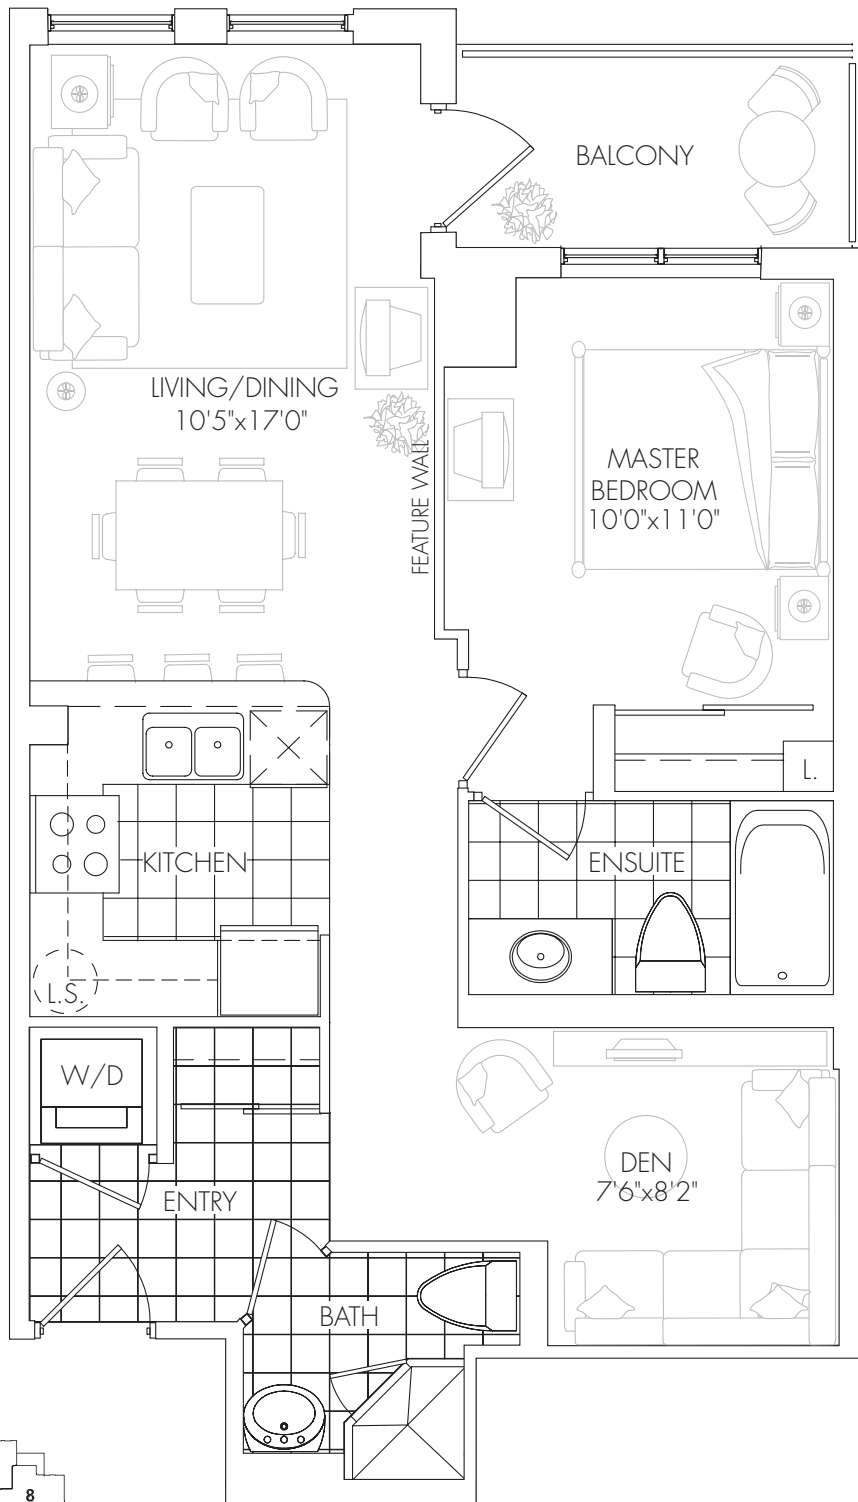 BALCONY
LIVING/DINING
10'5"x17'0"
FEATURE WALL
MASTER
BEDROOM
10'0"x11'0"
L.
KITCHEN
ENSUITE
L.S.
W/D
DEN
7'6"x8'2"
ENTRY
BATH
8